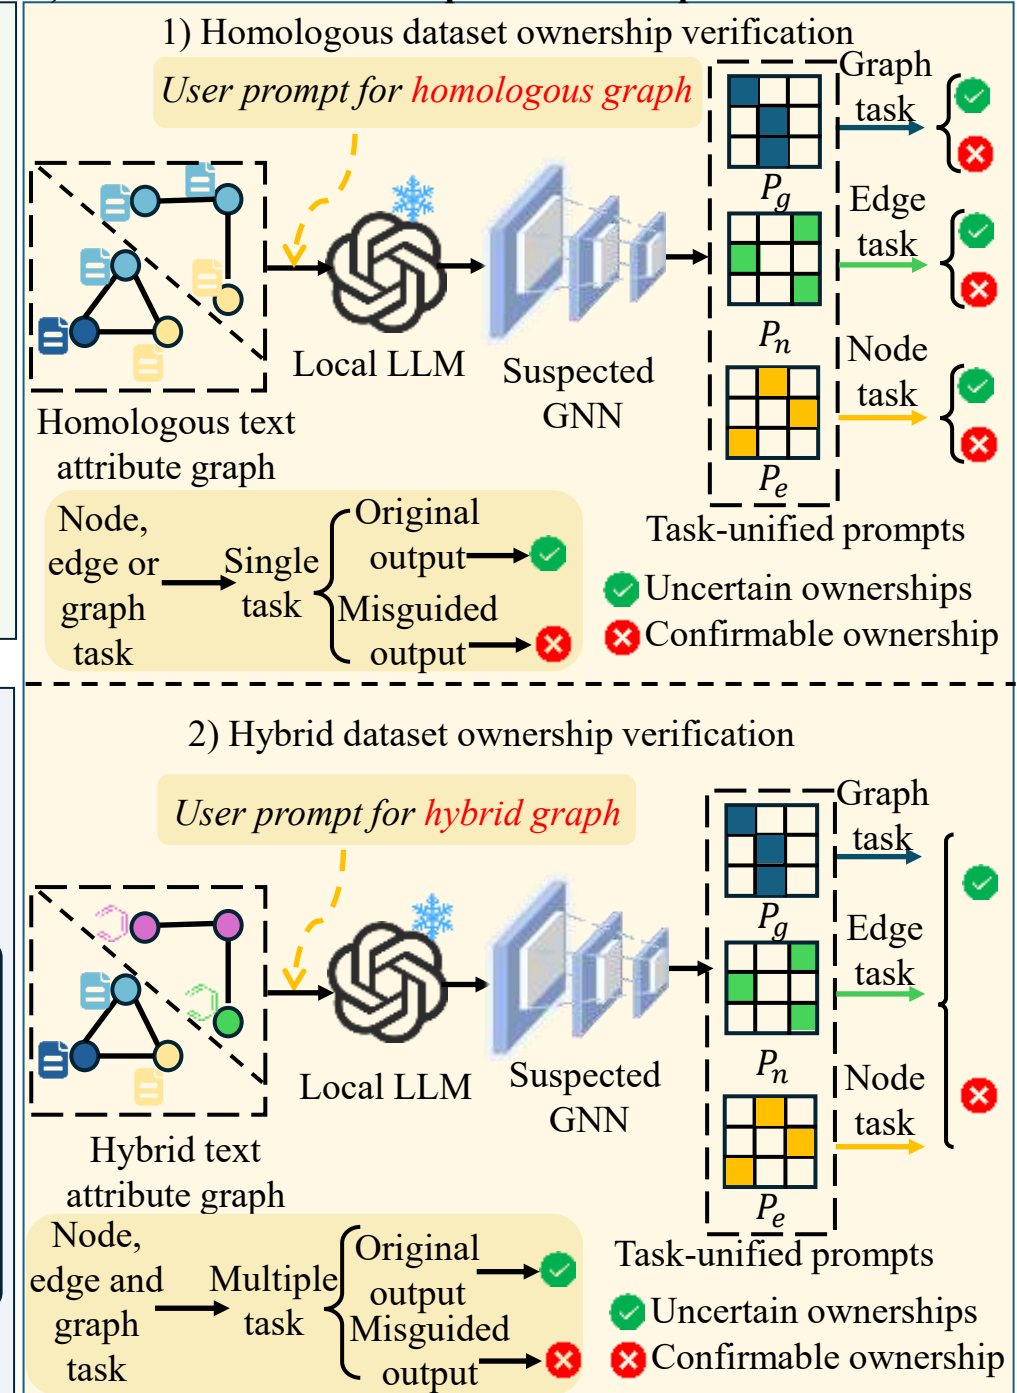 1) Homologous dataset ownership verification
User prompt for homologous graph
Graph
task
P_g
Edge
task
P_n
Node
task
P_e
Local LLM
Suspected
GNN
Homologous text
attribute graph
Task-unified prompts
Node,
edge or
graph
task
Single
task
Original
output
Misguided
output
Uncertain ownerships
Confirmable ownership
2) Hybrid dataset ownership verification
User prompt for hybrid graph
Graph
task
P_g
Edge
task
P_n
Node
task
P_e
Local LLM
Suspected
GNN
Hybrid text
attribute graph
Task-unified prompts
Node,
edge and
graph
task
Multiple
task
Original
output
Misguided
output
Uncertain ownerships
Confirmable ownership